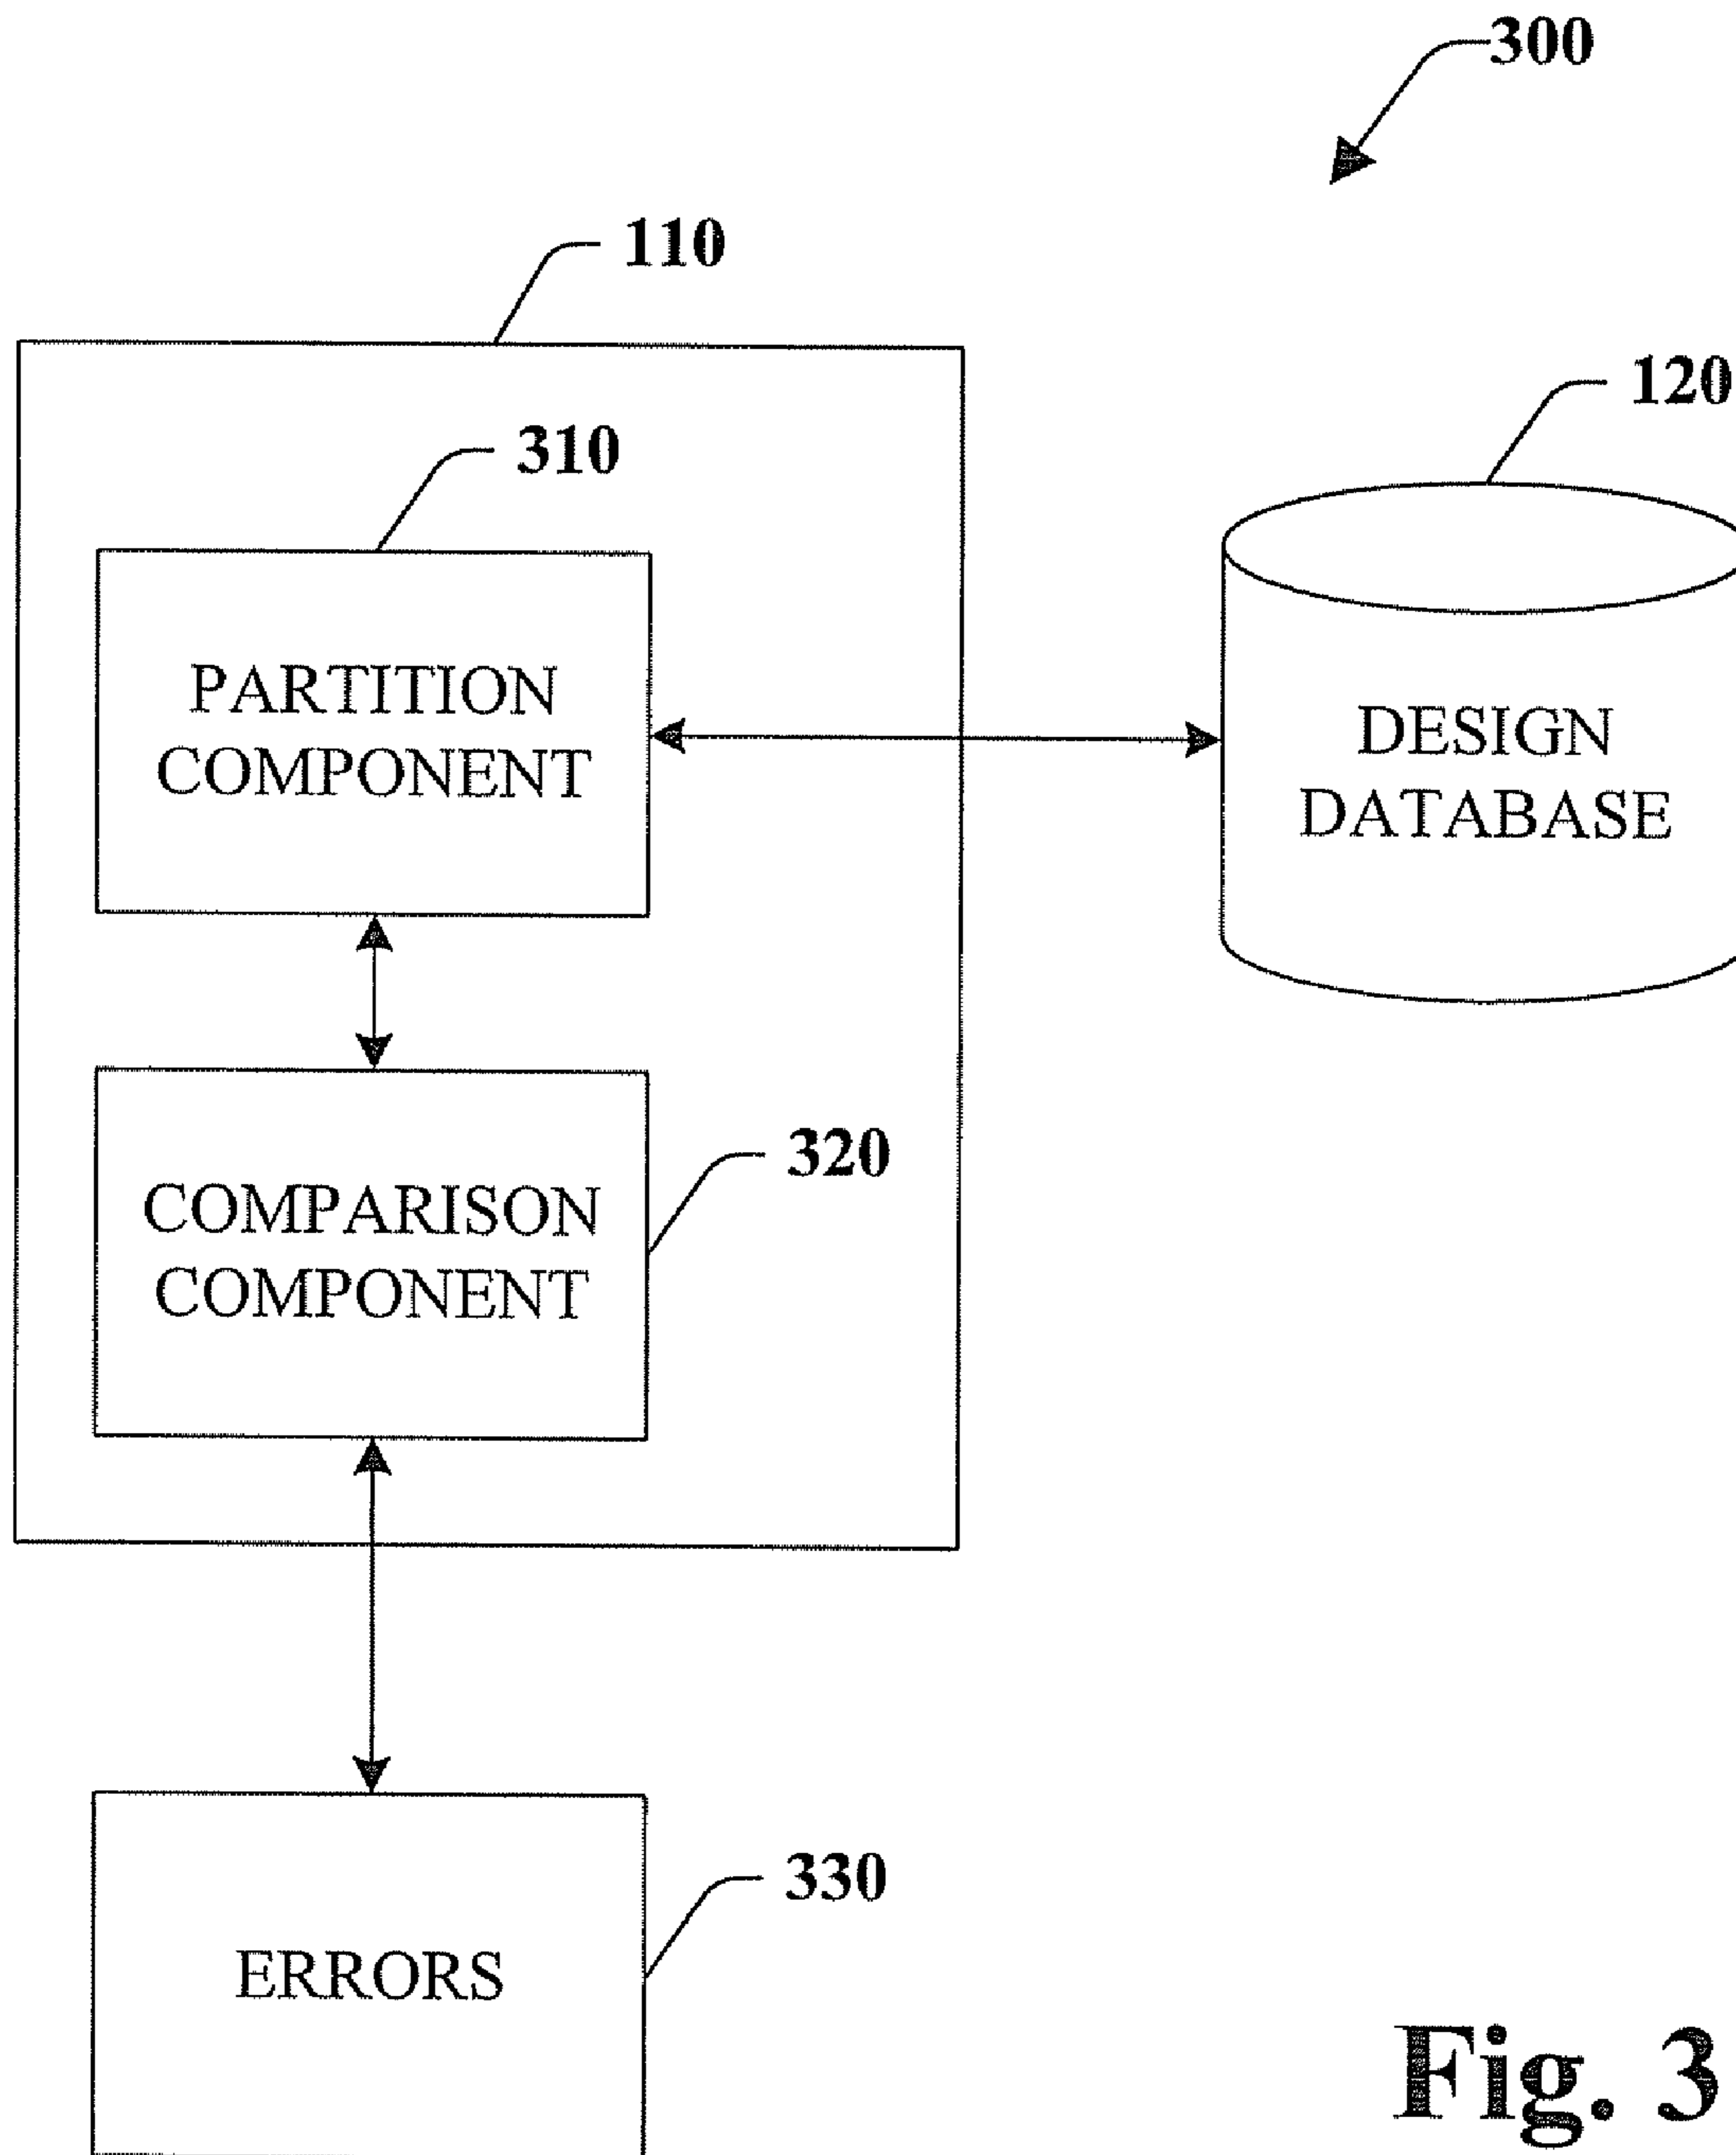 300
110
120
310
PARTITION
COMPONENT
DESIGN
DATABASE
320
COMPARISON
COMPONENT
330
ERRORS
Fig. 3